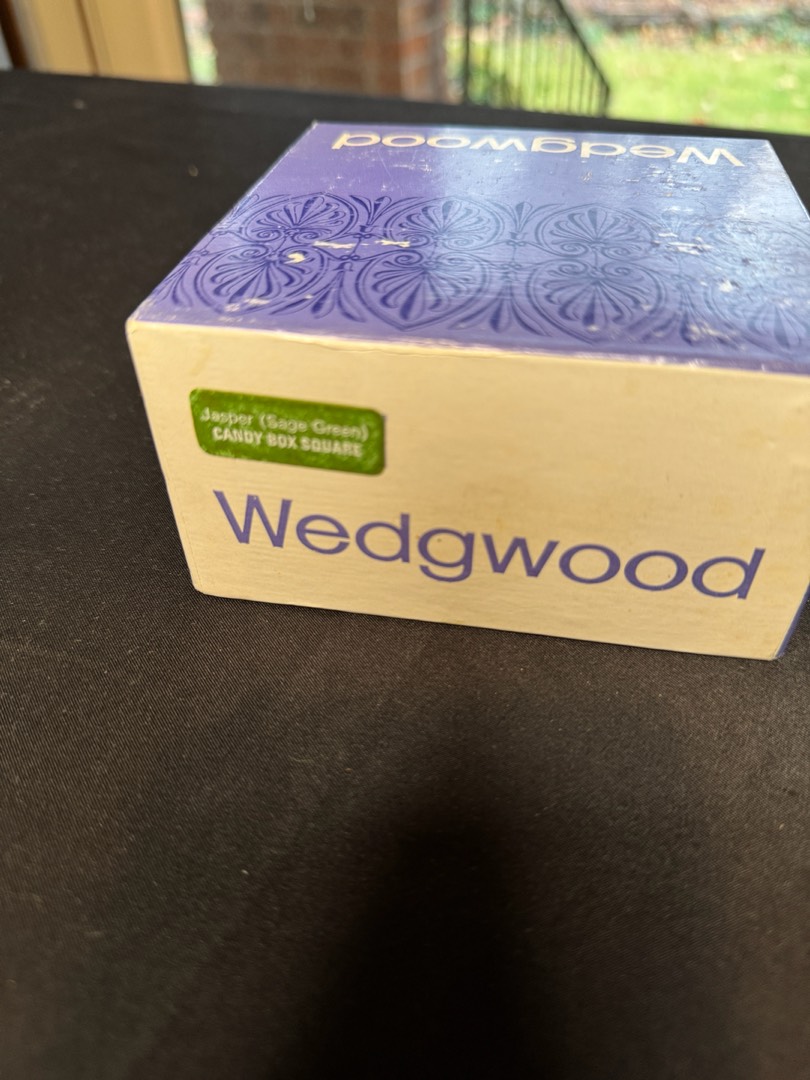 Wedgwood
Jasper (Sage Green)
CANDY BOX SQUARE
Wedgwood